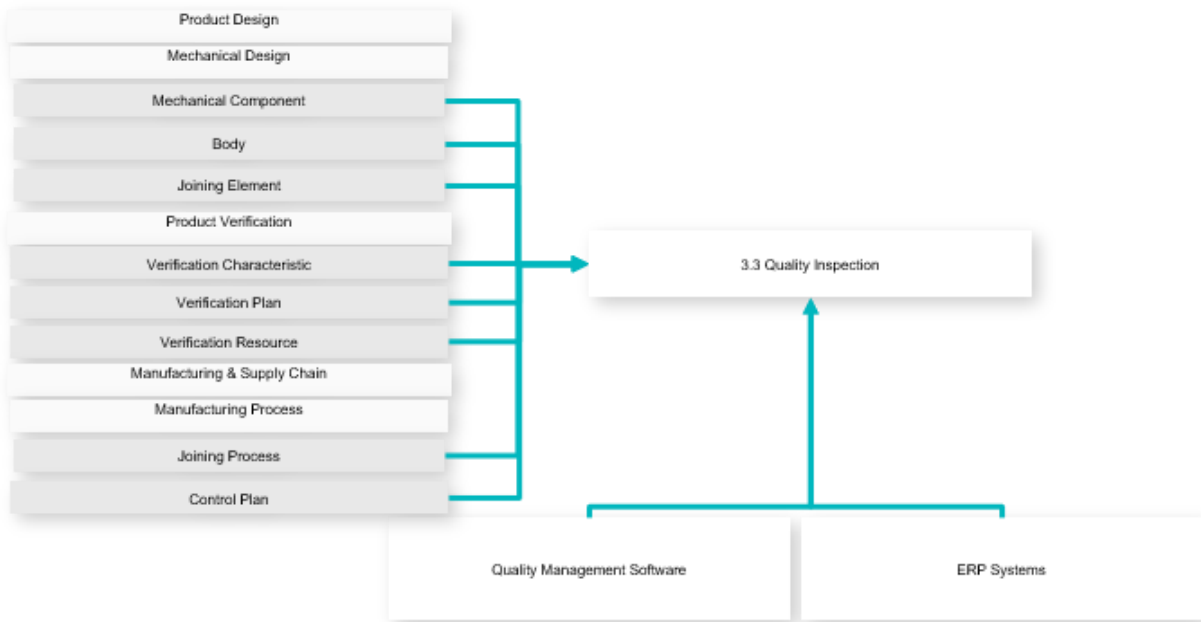 Product Design
Mechanical Design
Mechanical Component
Body
Joining Element
Product Verification
Verification Characteristic
Verification Plan
Verification Resource
Manufacturing & Supply Chain
Manufacturing Process
Joining Process
Control Plan
3.3 Quality Inspection
Quality Management Software
ERP Systems